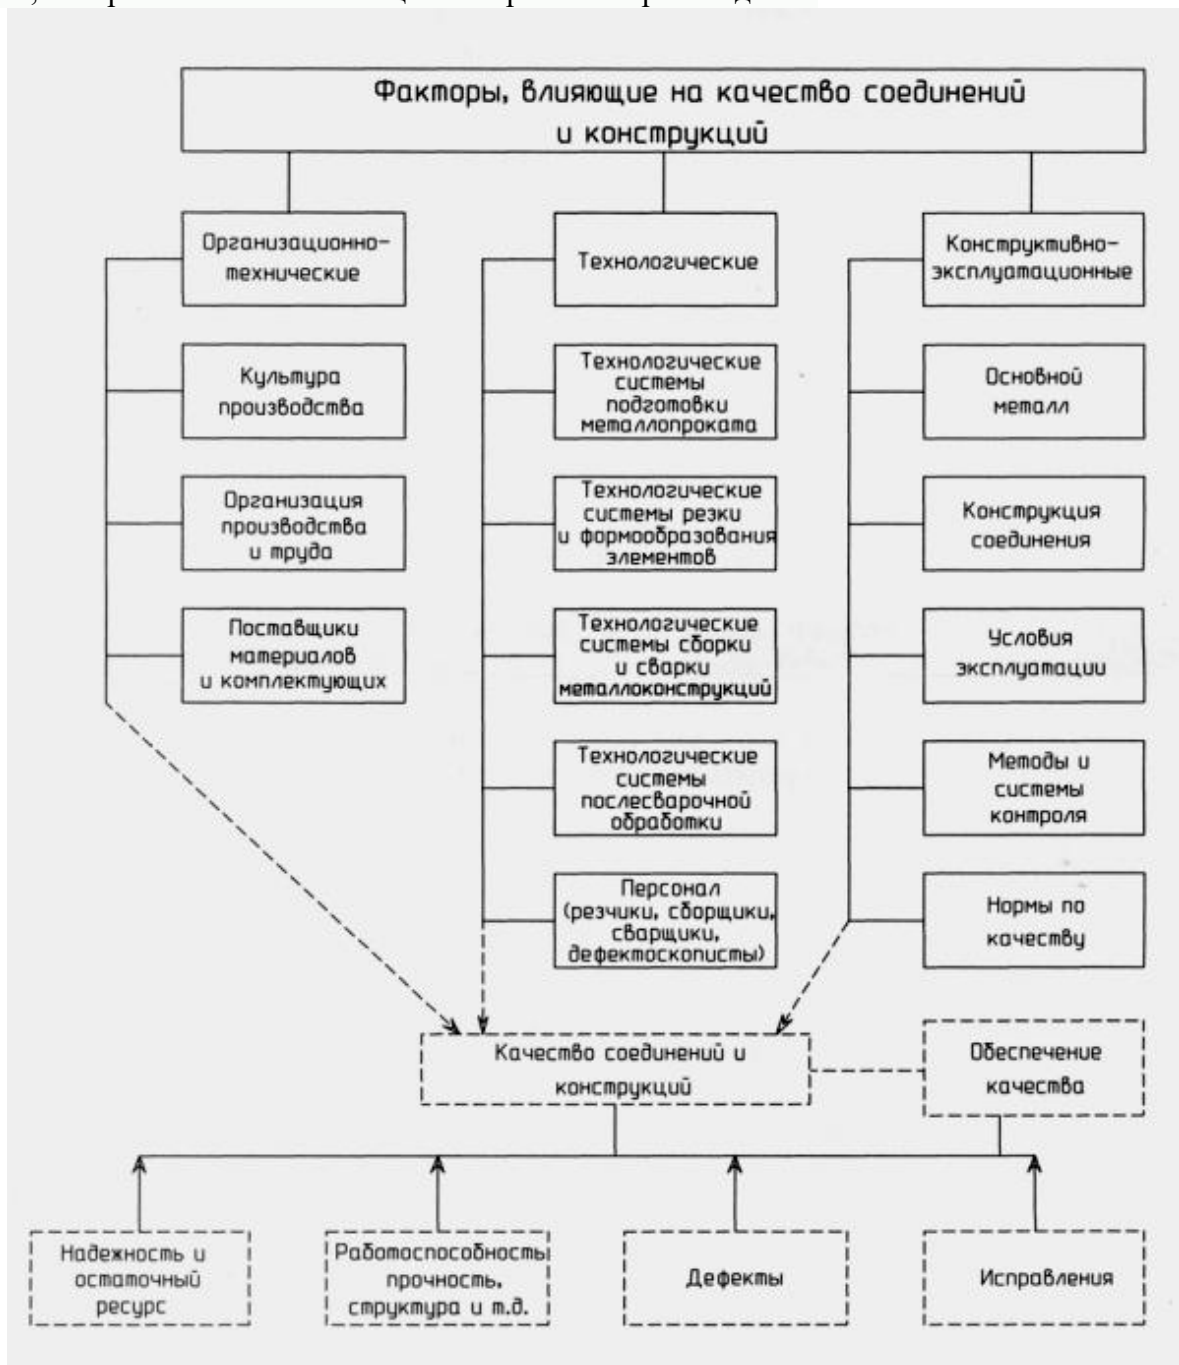 Факторы, влияющие на качество соединений
и конструкций
Организационно-
технические
Технологические
Конструктивно-
эксплуатационные
Культура
производства
Технологические
системы
подготовки
металлопроката
Основной
металл
Организация
производства
и труда
Технологические
системы резки
и формообразования
элементов
Конструкция
соединения
Поставщики
материалов
и комплектующих
Технологические
системы сборки
и сварки
металлоконструкций
Условия
эксплуатации
Технологические
системы
послесварочной
обработки
Методы и
системы
контроля
Персонал
(резчики, сборщики,
сварщики,
дефектоскописты)
Нормы по
качеству
Качество соединений и
конструкций
Обеспечение
качества
Надежность и
остаточный
ресурс
Работоспособность
прочность,
структура и т.д.
Дефекты
Исправления